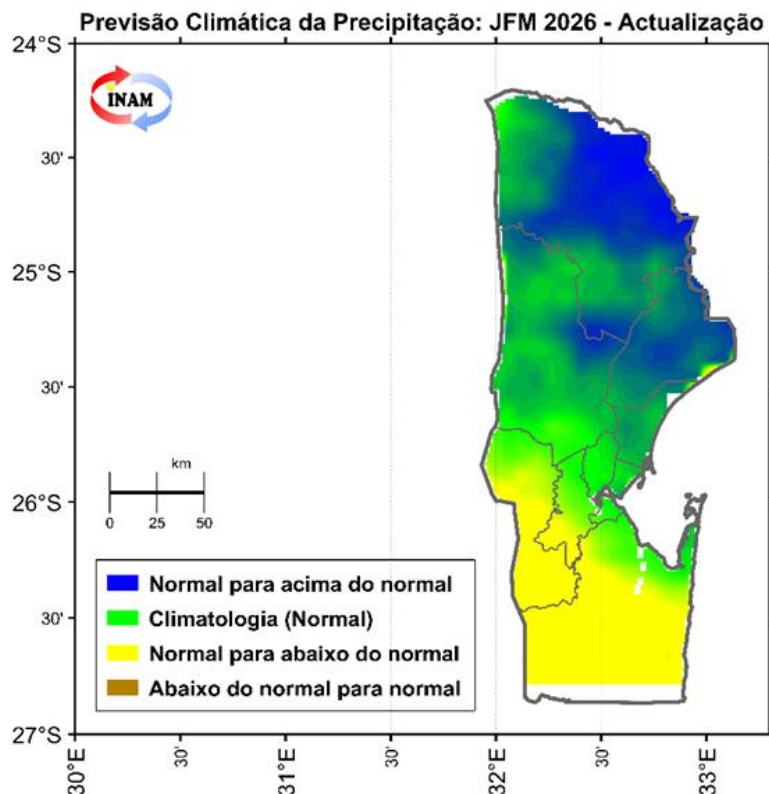 Previsão Climática da Precipitação: JFM 2026 - Actualização
24°S
INAM
30'
25°S
30'
km
0 25 50
26°S
Normal para acima do normal
Climatologia (Normal)
30'
Normal para abaixo do normal
Abaixo do normal para normal
27°S
30°E 30' 31°E 30' 32°E 30' 33°E